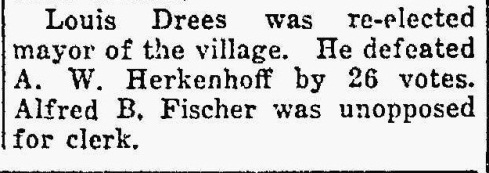 Louis Drees was re-elected
mayor of the village. He defeated
A. W. Herkenhoff by 26 votes.
Alfred B. Fischer was unopposed
for clerk.